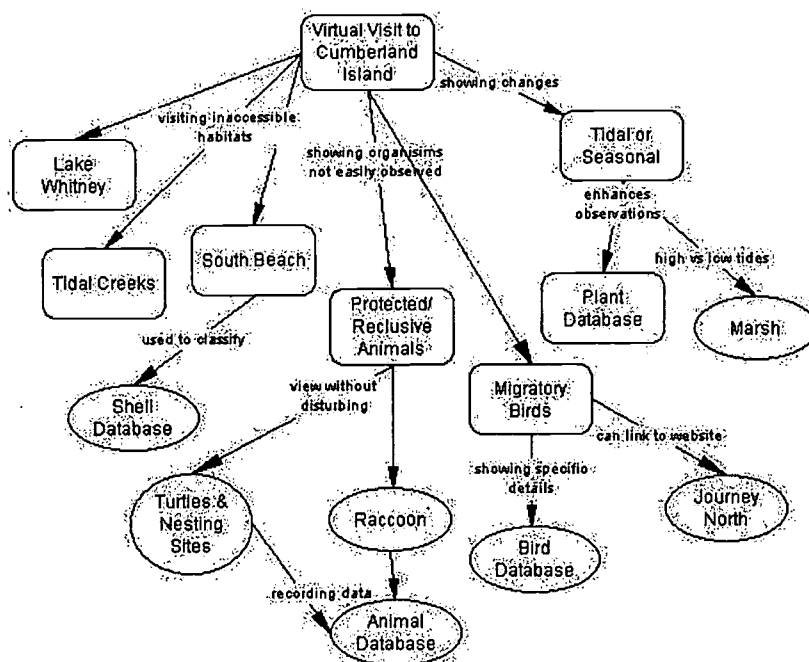 Virtual Visit to
Cumberland
Island
showing changes
visiting inaccessible
habitats
Tidal or
Seasonal
Lake
Whitney
showing organisims
not easily observed
enhances
observations
Tidal Creeks
South Beach
high vs low tides
Plant
Database
Marsh
Protected/
Reclusive
Animals
used to classify
Migratory
Birds
view without
disturbing
Shell
Database
can link to website
showing specific
details
Turtles &
Nesting
Sites
Raccoon
Journey
North
Bird
Database
recording data
Animal
Database